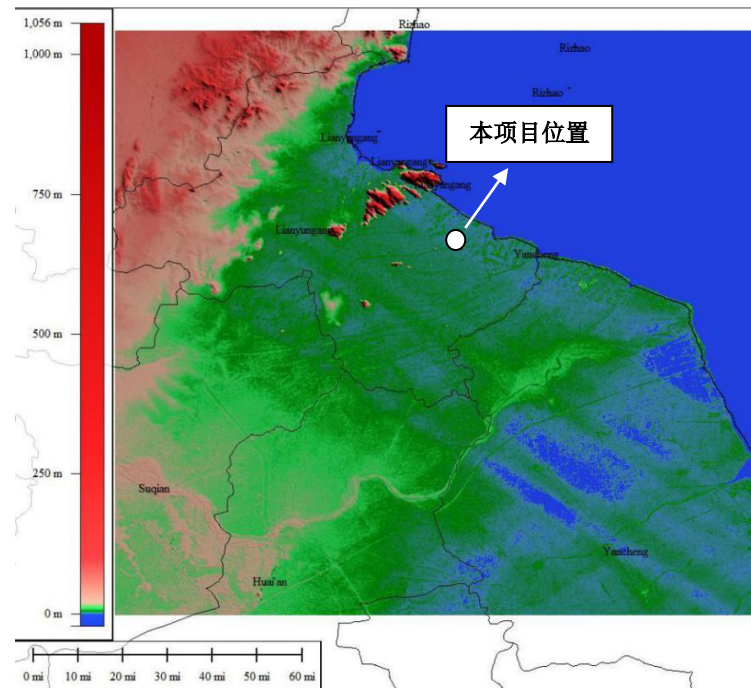 1,056 m
1,000 m
750 m
500 m
250 m
0 m
Rizhao
Rizhao
Rizhao
本项目位置
Lianyungang
Lianyungang
Lianyungang
Lianyungang
Yancheng
Suqian
Huai'an
Yancheng
0 mi 10 mi 20 mi 30 mi 40 mi 50 mi 60 mi